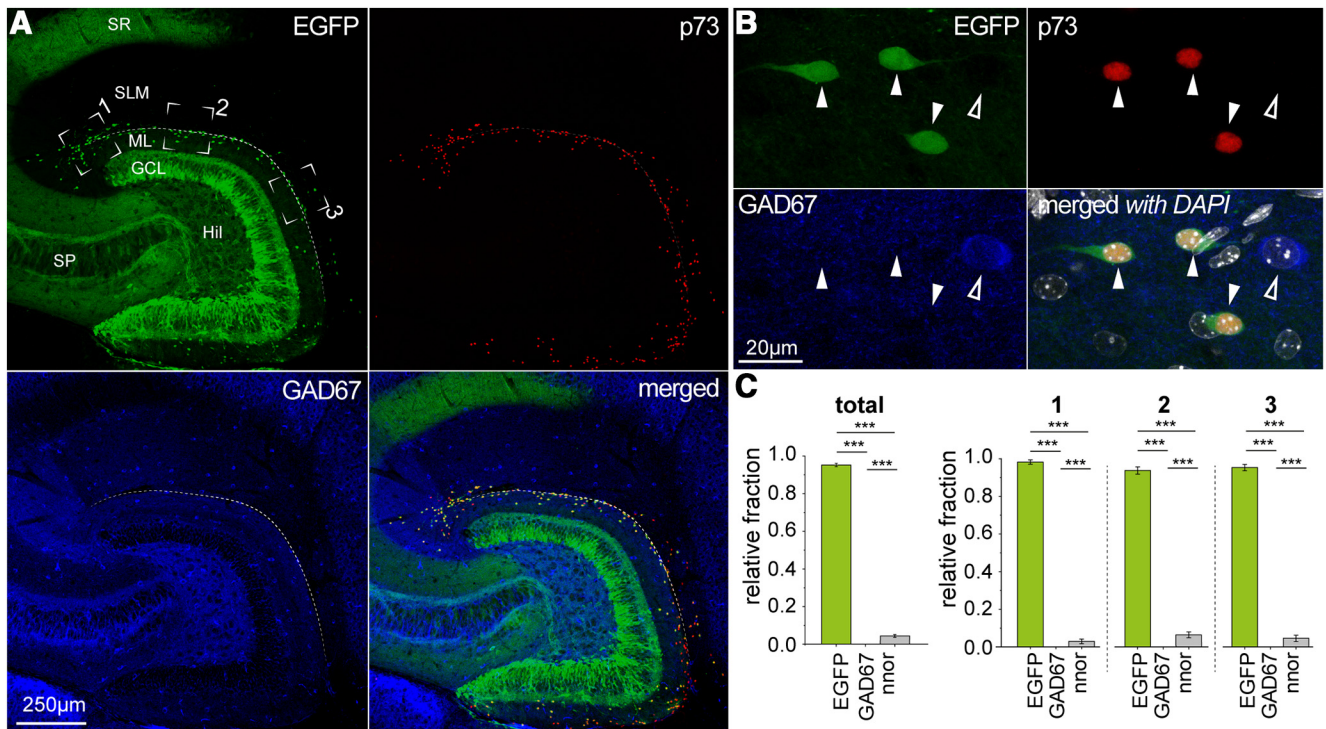 A
EGFP
SR
SLM
1
2
ML
GCL
3
Hil
SP
p73
GAD67
250µm
merged
B
EGFP
p73
GAD67
20µm
merged with DAPI
C
total
***
***
***
relative fraction
1.0
0.8
0.6
0.4
0.2
0.0
EGFP
GAD67
nnor
1
2
3
***
***
***
***
***
***
***
***
***
relative fraction
1.0
0.8
0.6
0.4
0.2
0.0
EGFP
GAD67
nnor
EGFP
GAD67
nnor
EGFP
GAD67
nnor